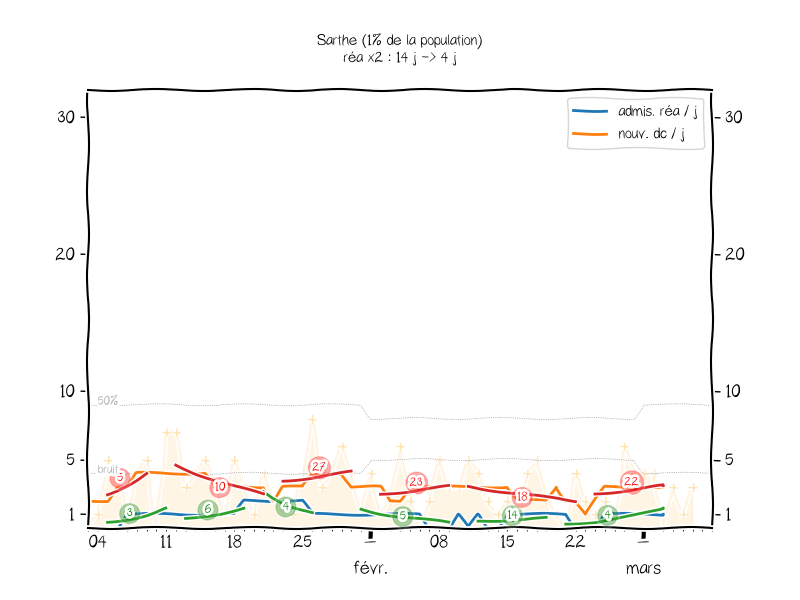 Sarthe (1% de la population)
réa x2 : 14 j -> 4 j
admis. réa / j
nouv. dc / j
30 30
20 20
10 10
50%
5 5
bruit
1 1
5 10 27 23 18 22
3 6 4 5 14 4
04 11 18 25 1 08 15 22 1
févr. mars